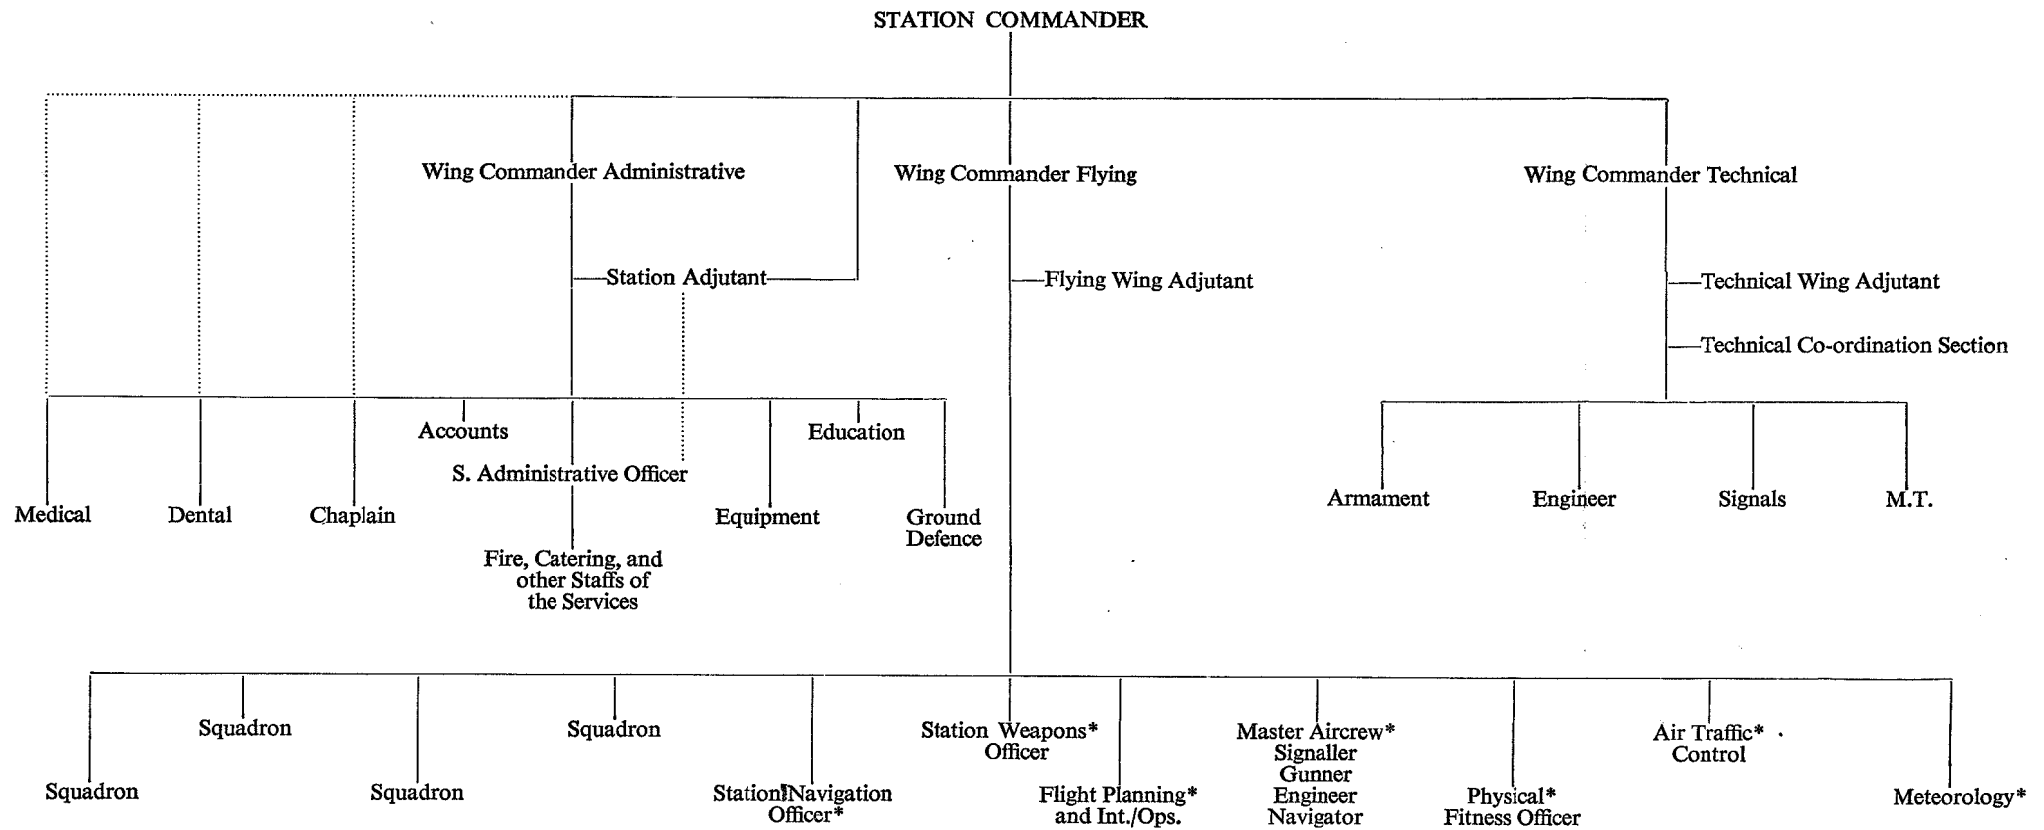 STATION COMMANDER
Wing Commander Administrative
Wing Commander Flying
Wing Commander Technical
Station Adjutant
Flying Wing Adjutant
Technical Wing Adjutant
Technical Co-ordination Section
Accounts
Education
S. Administrative Officer
Medical
Dental
Chaplain
Equipment
Ground
Defence
Armament
Engineer
Signals
M.T.
Fire, Catering, and
other Staffs of
the Services
Squadron
Squadron
Squadron
Squadron
Station Navigation
Officer*
Station Weapons*
Officer
Flight Planning*
and Int./Ops.
Master Aircrew*
Signaller
Gunner
Engineer
Navigator
Physical*
Fitness Officer
Air Traffic*
Control
Meteorology*